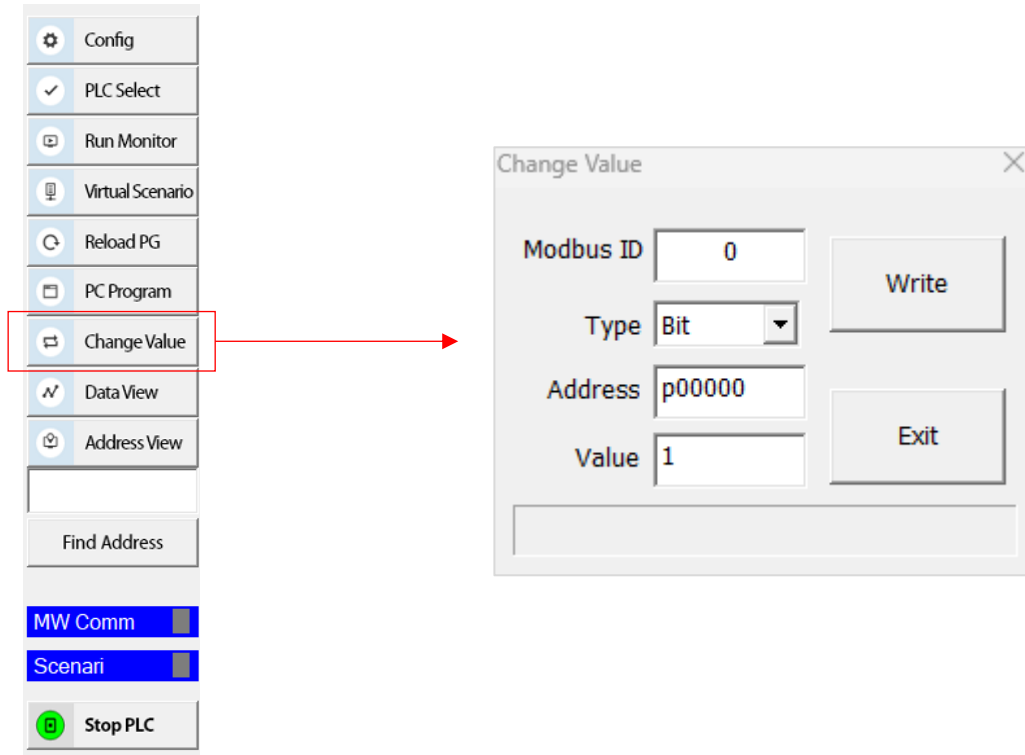 Config
PLC Select
Run Monitor
Virtual Scenario
Reload PG
PC Program
Change Value
Data View
Address View
Find Address
MW Comm
Scenari
Stop PLC
Change Value
Modbus ID 0
Write
Type Bit
Address p00000
Exit
Value 1